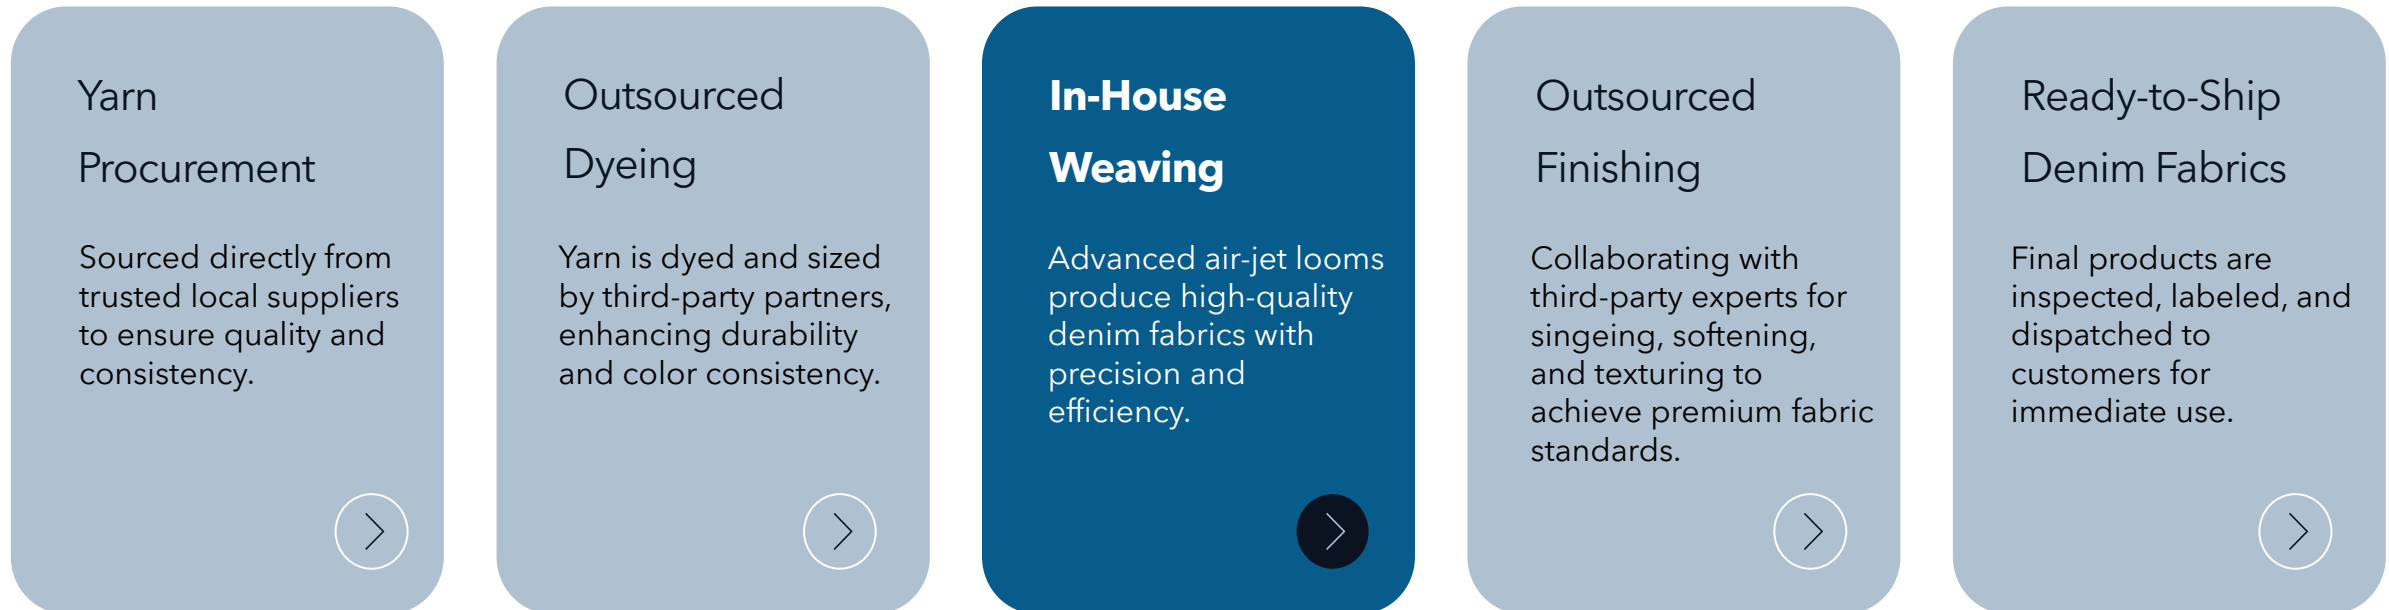 Yarn
Procurement
Sourced directly from
trusted local suppliers
to ensure quality and
consistency.
Outsourced
Dyeing
Yarn is dyed and sized
by third-party partners,
enhancing durability
and color consistency.
In-House
Weaving
Advanced air-jet looms
produce high-quality
denim fabrics with
precision and
efficiency.
Outsourced
Finishing
Collaborating with
third-party experts for
singeing, softening,
and texturing to
achieve premium fabric
standards.
Ready-to-Ship
Denim Fabrics
Final products are
inspected, labeled, and
dispatched to
customers for
immediate use.